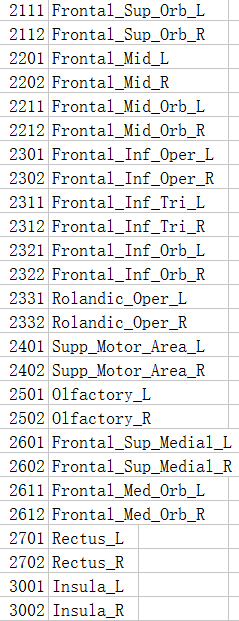 2111 Frontal_Sup_Orb_L
2112 Frontal_Sup_Orb_R
2201 Frontal_Mid_L
2202 Frontal_Mid_R
2211 Frontal_Mid_Orb_L
2212 Frontal_Mid_Orb_R
2301 Frontal_Inf_Oper_L
2302 Frontal_Inf_Oper_R
2311 Frontal_Inf_Tri_L
2312 Frontal_Inf_Tri_R
2321 Frontal_Inf_Orb_L
2322 Frontal_Inf_Orb_R
2331 Rolandic_Oper_L
2332 Rolandic_Oper_R
2401 Supp_Motor_Area_L
2402 Supp_Motor_Area_R
2501 Olfactory_L
2502 Olfactory_R
2601 Frontal_Sup_Medial_L
2602 Frontal_Sup_Medial_R
2611 Frontal_Med_Orb_L
2612 Frontal_Med_Orb_R
2701 Rectus_L
2702 Rectus_R
3001 Insula_L
3002 Insula_R